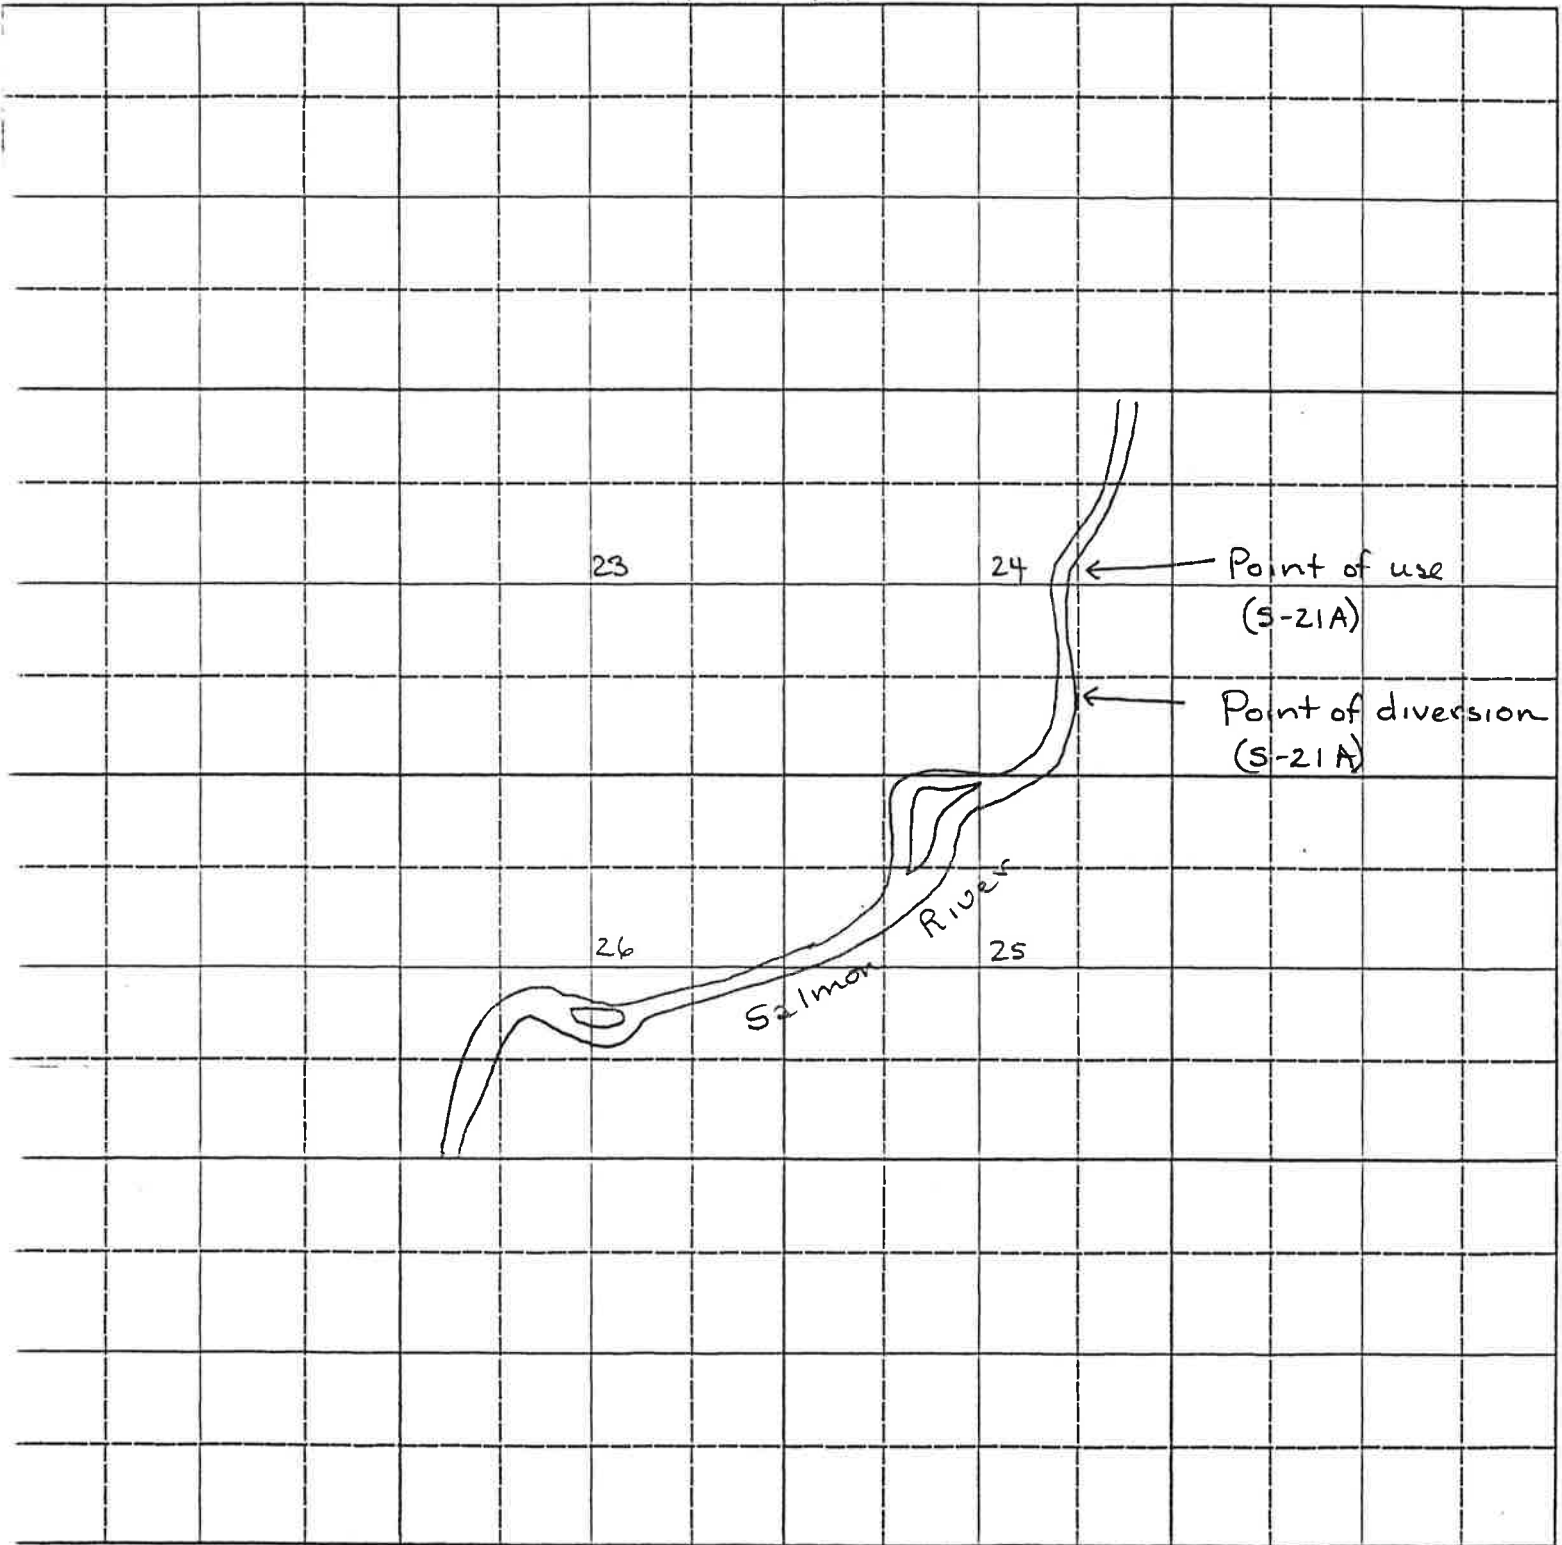 23
24
Point of use
(S-21A)
Point of diversion
(S-21A)
River
26
25
Salmon